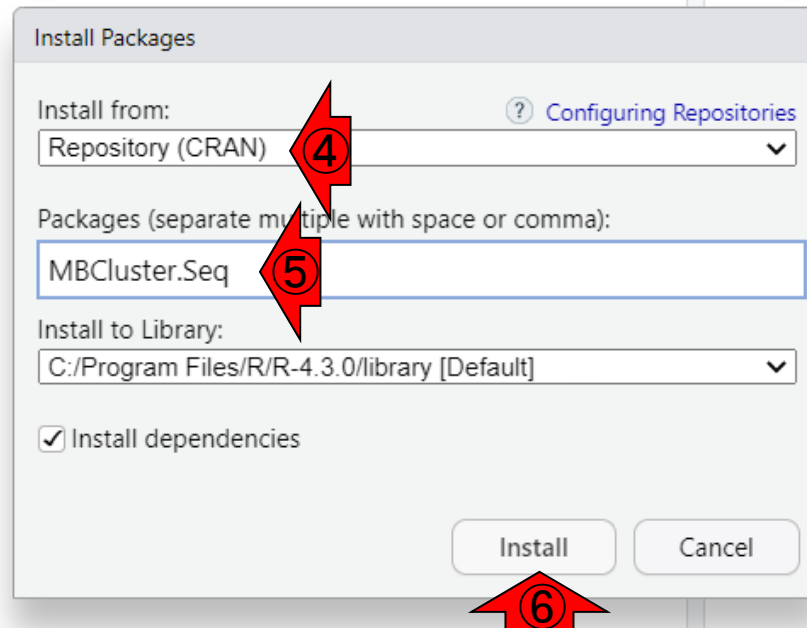 Install Packages
Install from:
? Configuring Repositories
Repository (CRAN)
④
Packages (separate multiple with space or comma):
MBCluster.Seq
⑤
Install to Library:
C:/Program Files/R/R-4.3.0/library [Default]
Install dependencies
Install Cancel
⑥